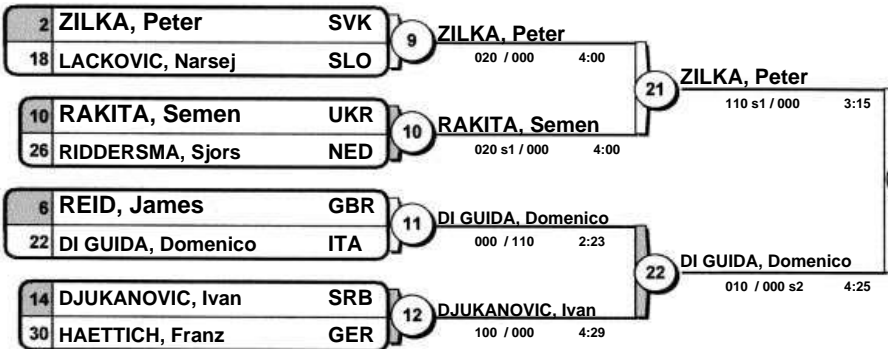 2 ZILKA, Peter SVK
18 LACKOVIC, Narsej SLO
9
ZILKA, Peter
020 / 000 4:00
10 RAKITA, Semen UKR
26 RIDDERSMA, Sjors NED
10
RAKITA, Semen
020 s1 / 000 4:00
21
ZILKA, Peter
110 s1 / 000 3:15
6 REID, James GBR
22 DI GUIDA, Domenico ITA
11
DI GUIDA, Domenico
000 / 110 2:23
14 DJUKANOVIC, Ivan SRB
30 HAETTICH, Franz GER
12
DJUKANOVIC, Ivan
100 / 000 4:29
22
DI GUIDA, Domenico
010 / 000 s2 4:25